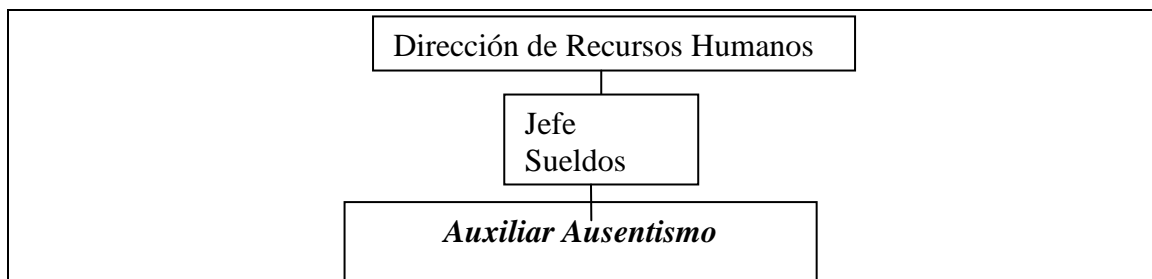 Dirección de Recursos Humanos
Jefe
Sueldos
Auxiliar Ausentismo